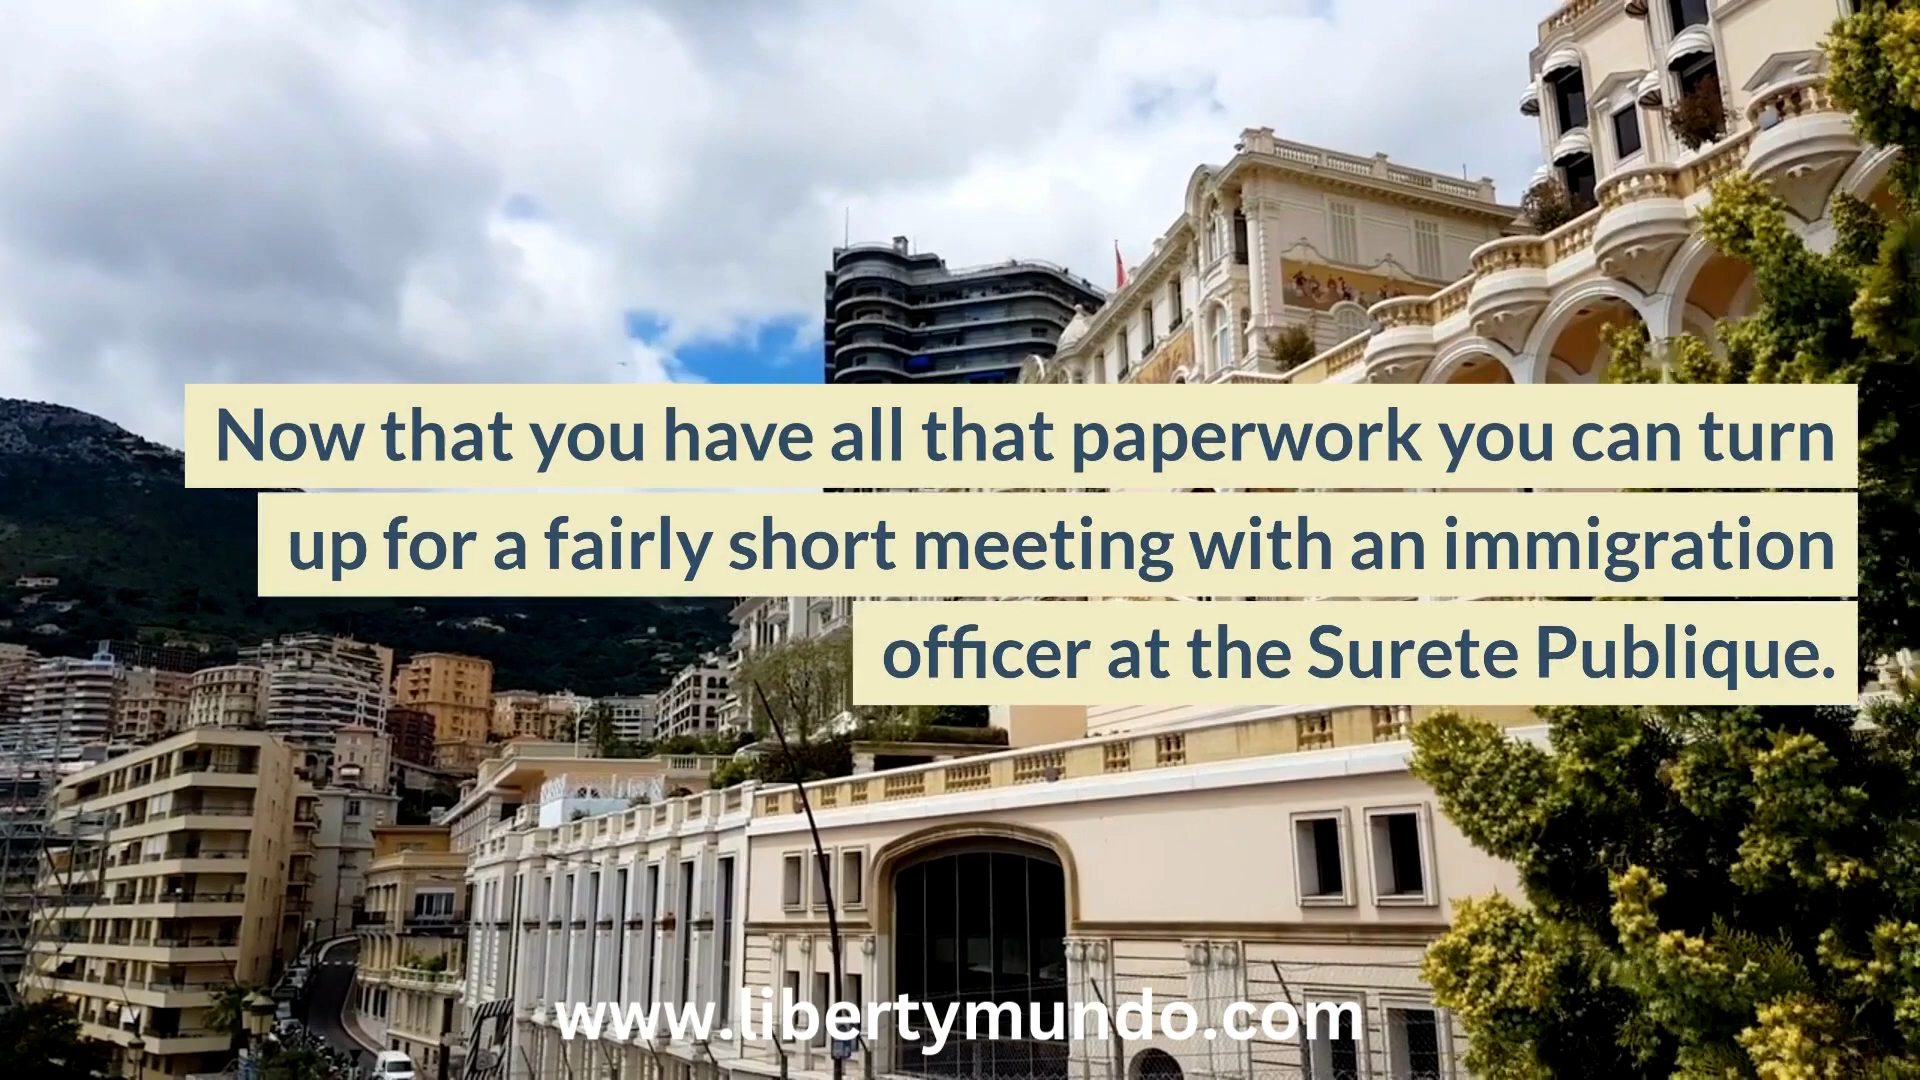 Now that you have all that paperwork you can turn
up for a fairly short meeting with an immigration
officer at the Surete Publique.
www.libertymundo.com